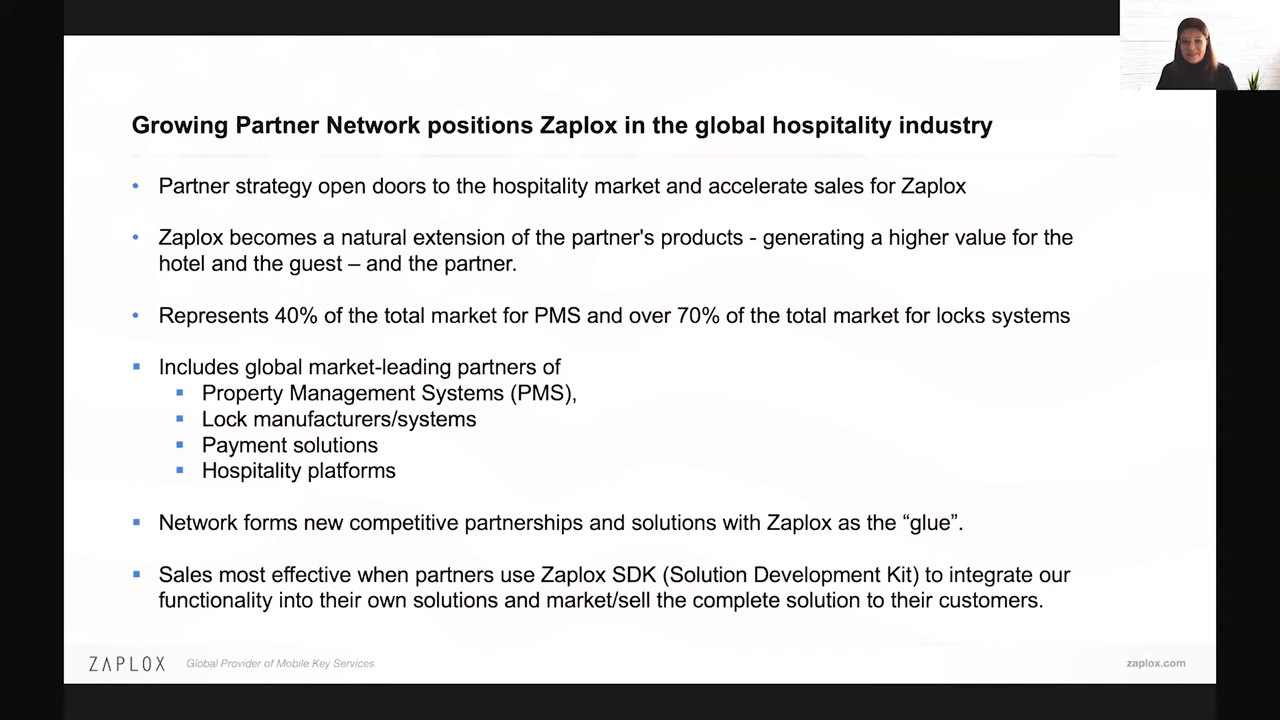 Growing Partner Network positions Zaplox in the global hospitality industry
• Partner strategy open doors to the hospitality market and accelerate sales for Zaplox
• Zaplox becomes a natural extension of the partner's products - generating a higher value for the
hotel and the guest – and the partner.
• Represents 40% of the total market for PMS and over 70% of the total market for locks systems
▪ Includes global market-leading partners of
▪ Property Management Systems (PMS),
▪ Lock manufacturers/systems
▪ Payment solutions
▪ Hospitality platforms
▪ Network forms new competitive partnerships and solutions with Zaplox as the “glue”.
▪ Sales most effective when partners use Zaplox SDK (Solution Development Kit) to integrate our
functionality into their own solutions and market/sell the complete solution to their customers.
ZAPLOX Global Provider of Mobile Key Services zaplox.com